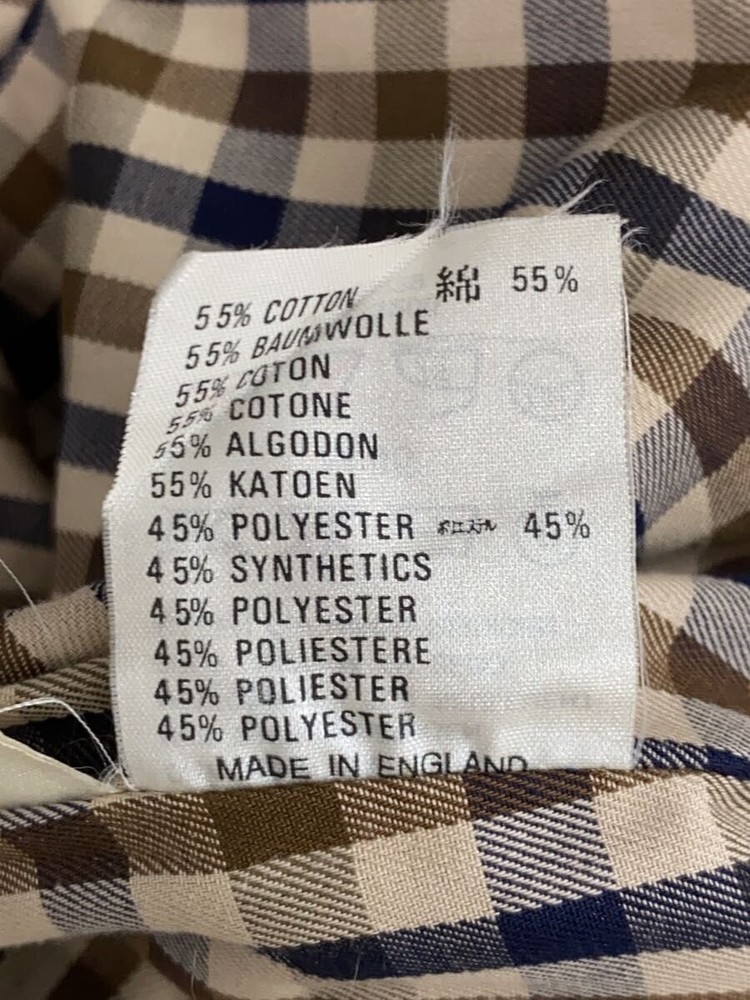 55% COTTON 綿 55%
55% BAUMWOLLE
55% COTON
55% COTONE
55% ALGODON
55% KATOEN
45% POLYESTER ポリエステル 45%
45% SYNTHETICS
45% POLYESTER
45% POLIESTERE
45% POLIESTER
45% POLYESTER
MADE IN ENGLAND